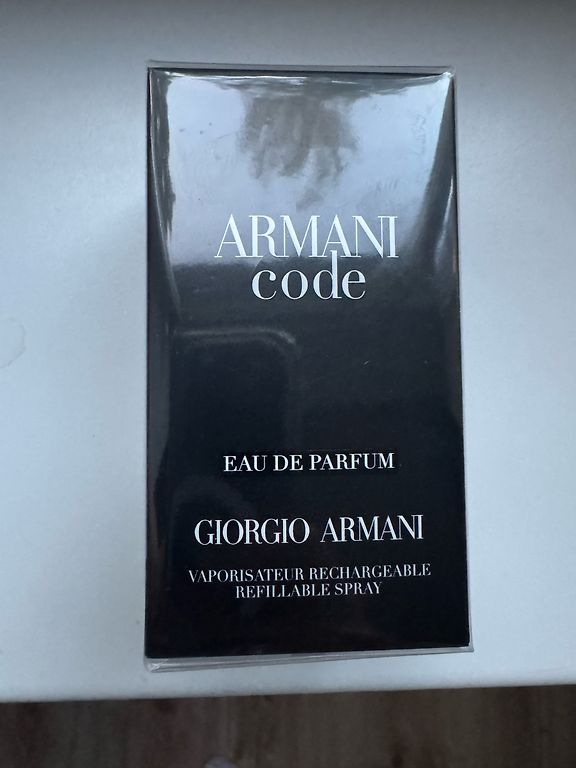 ARMANI
code
EAU DE PARFUM
GIORGIO ARMANI
VAPORISATEUR RECHARGEABLE
REFILLABLE SPRAY